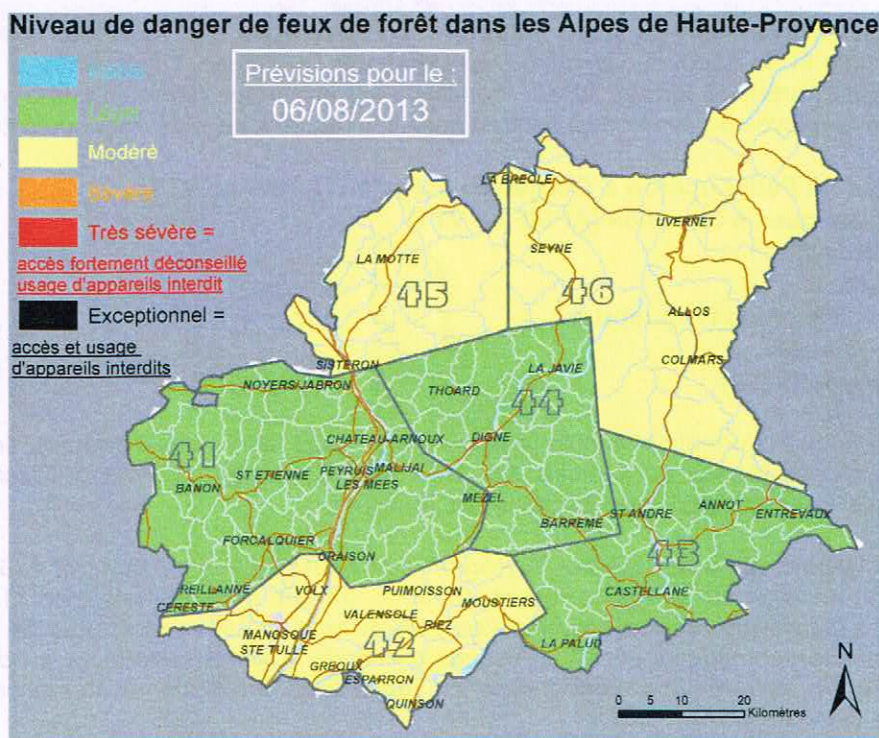 Niveau de danger de feux de forêt dans les Alpes de Haute-Provence
Faible
Léger
Modéré
Sévère
Très sévère =
accès fortement déconseillé
usage d'appareils interdit
Exceptionnel =
accès et usage
d'appareils interdits
Prévisions pour le :
06/08/2013
LA BREOLE
UVERNET
SEYNE
LA MOTTE
45
46
ALLOS
COLMARS
SISTERON
LA JAVIE
NOYERS/JABRON
THOARD
44
CHATEAU-ARNOUX
DIGNE
41
ST ETIENNE
PEYRUIS
MALIJAI
BANON
LES MEES
MEZEL
ANNOT
ST ANDRE
ENTREVAUX
BARREME
FORCALQUIER
43
ORAISON
REILLANNE
VOLX
PUIMOISSON
CASTELLANE
CERESTE
MOUSTIERS
VALENSOLE
RIEZ
MANOSQUE
42
LA PALUD
STE TULLE
GREOUX
ESPARRON
QUINSON
N
0 5 10 20
Kilomètres